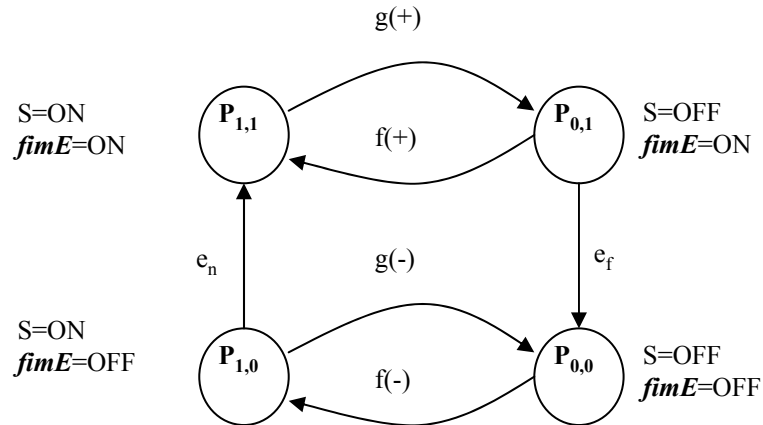 g(+)
S=ON
fimE=ON
P1,1
f(+)
P0,1
S=OFF
fimE=ON
en
g(-)
ef
S=ON
fimE=OFF
P1,0
f(-)
P0,0
S=OFF
fimE=OFF